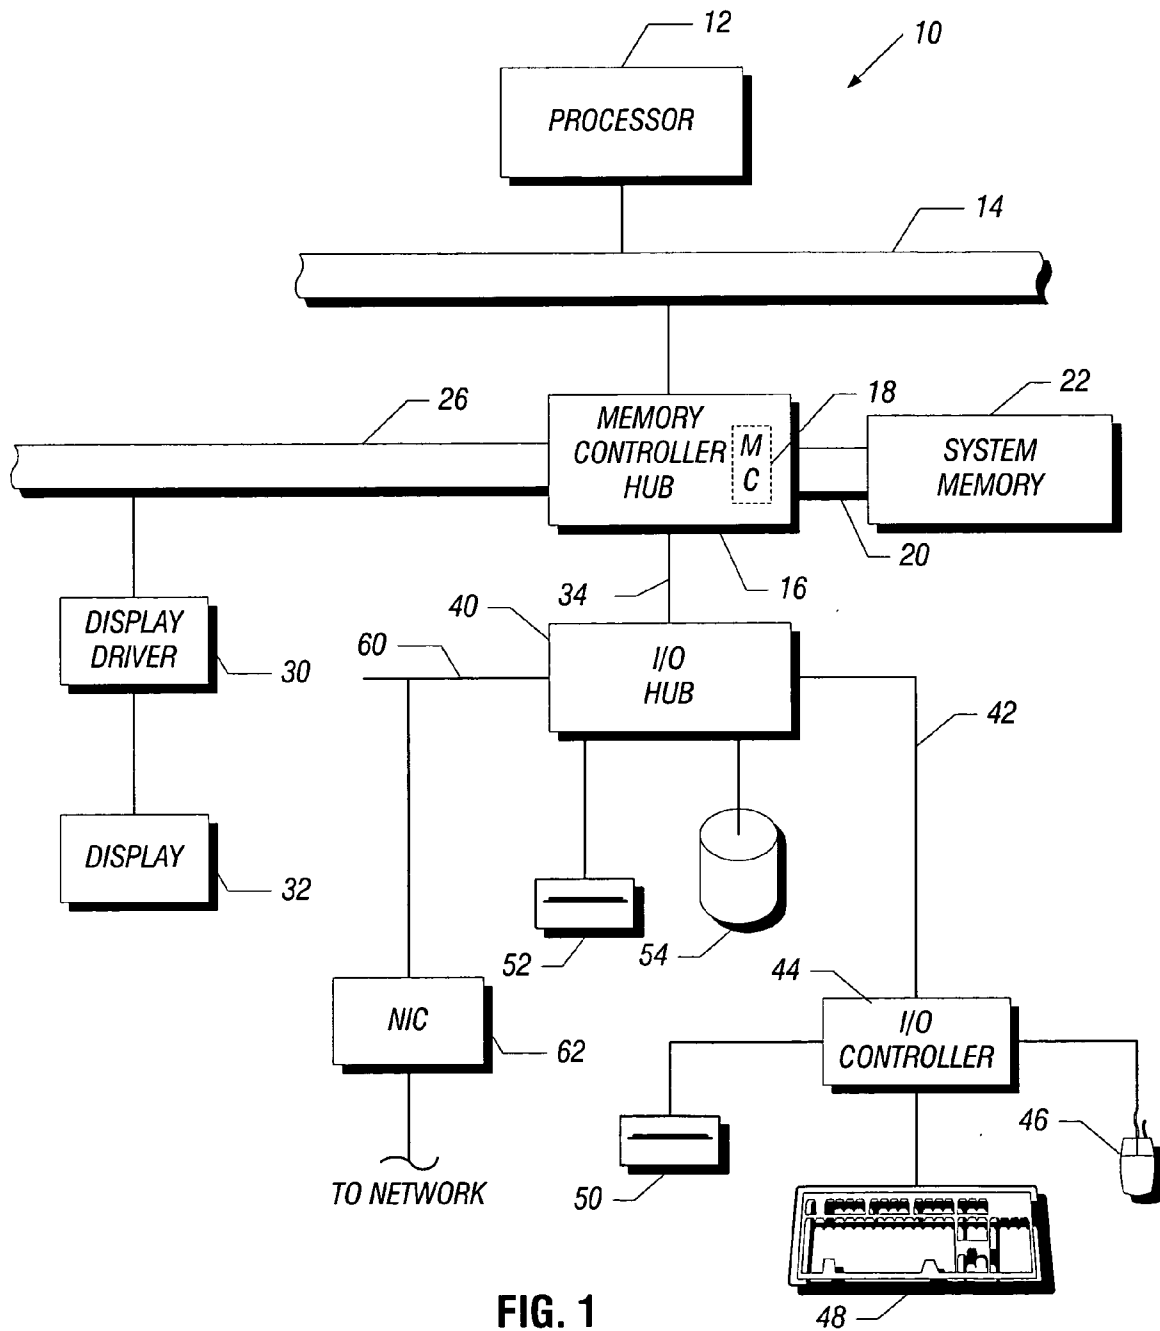 12
10
PROCESSOR
14
26
18
22
MEMORY
CONTROLLER
HUB
M
C
SYSTEM
MEMORY
20
34
16
40
60
I/O
HUB
DISPLAY
DRIVER
30
42
DISPLAY
32
52
54
44
NIC
62
I/O
CONTROLLER
46
50
TO NETWORK
48
FIG. 1